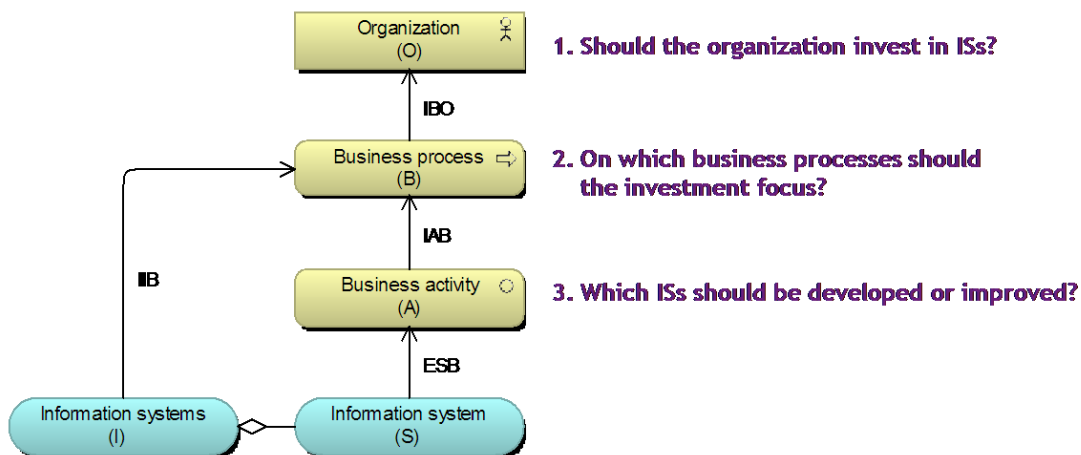 Organization
(O)
1. Should the organization invest in ISs?
IBO
Business process
(B)
2. On which business processes should
the investment focus?
IAB
IIB
Business activity
(A)
3. Which ISs should be developed or improved?
ESB
Information systems
(I)
Information system
(S)